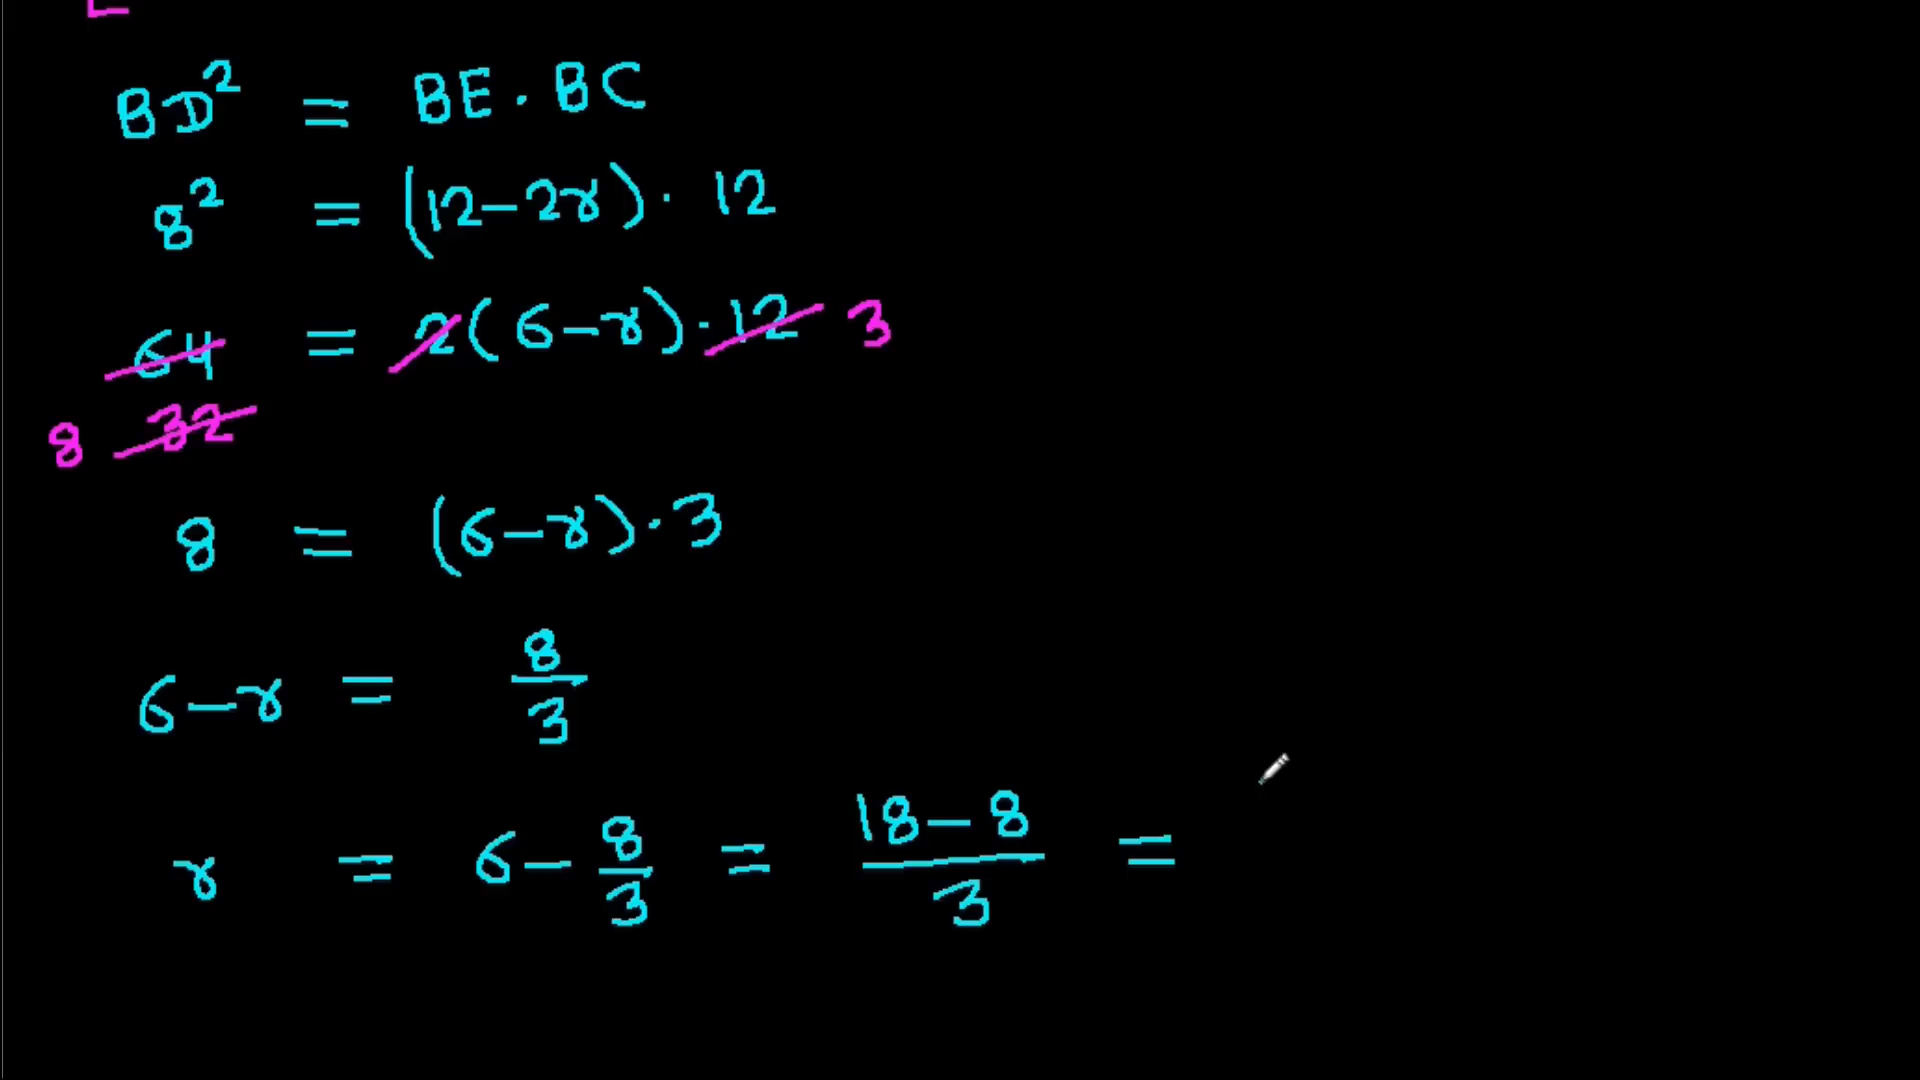 BD² = BE · BC
8² = (12-2r) · 12
64 = 2(6-r) · 12 3
8 32
8 = (6-r) · 3
6-r = 8/3
r = 6 - 8/3 = (18-8)/3 =